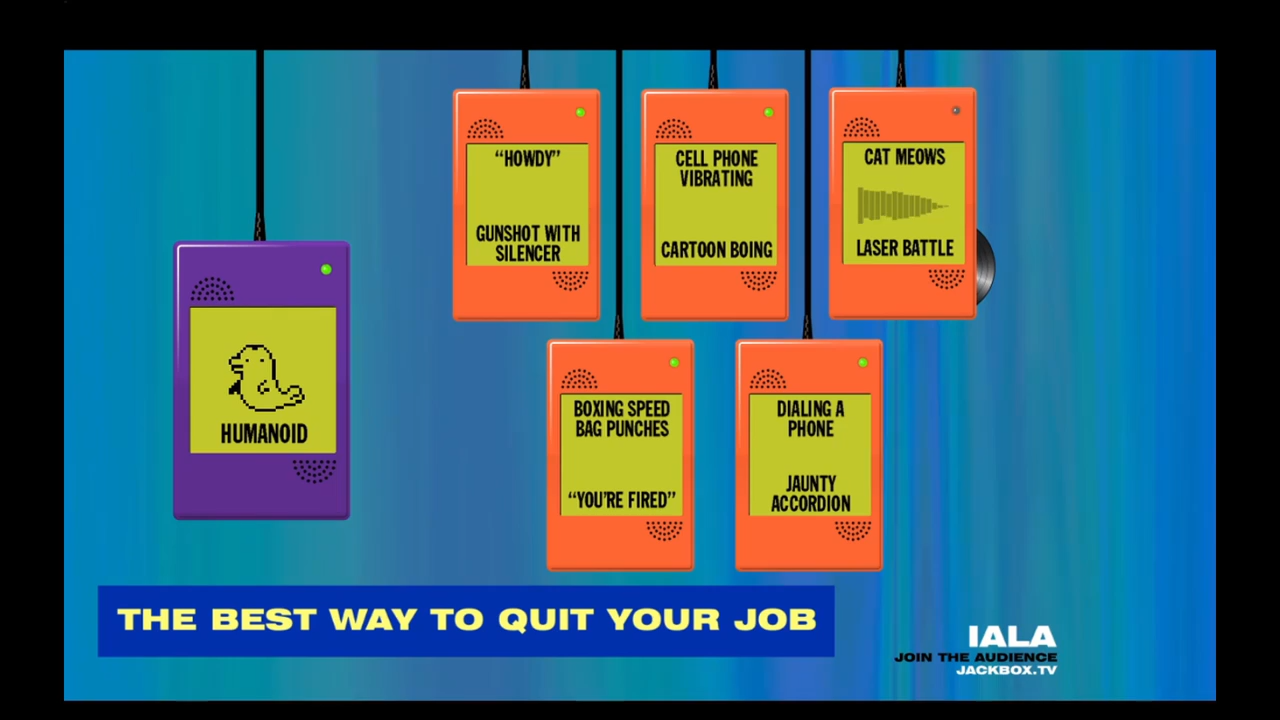 “HOWDY”
GUNSHOT WITH
SILENCER
CELL PHONE
VIBRATING
CARTOON BOING
CAT MEOWS
LASER BATTLE
HUMANOID
BOXING SPEED
BAG PUNCHES
“YOU’RE FIRED”
DIALING A
PHONE
JAUNTY
ACCORDION
THE BEST WAY TO QUIT YOUR JOB
IALA
JOIN THE AUDIENCE
JACKBOX.TV